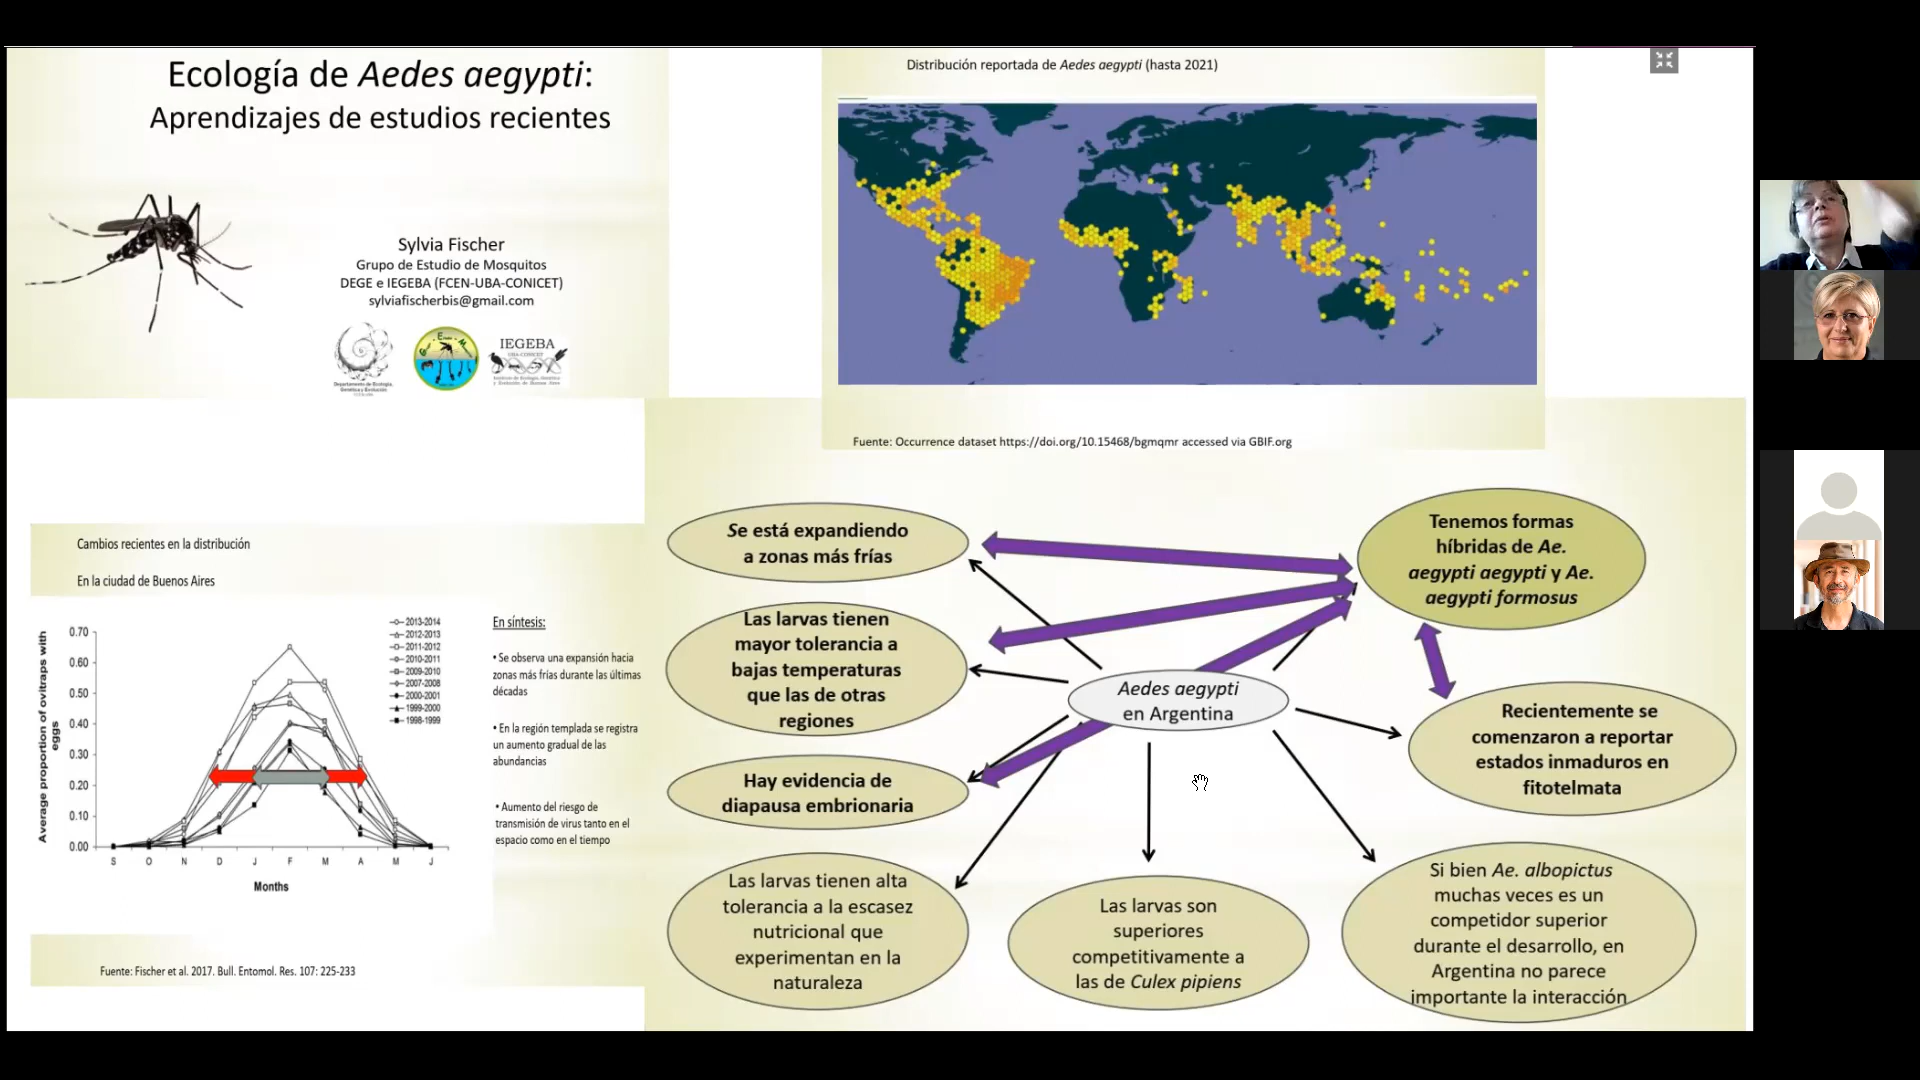 Ecología de Aedes aegypti:
Aprendizajes de estudios recientes
Sylvia Fischer
Grupo de Estudio de Mosquitos
DEGE e IEGEBA (FCEN-UBA-CONICET)
sylviafischerbis@gmail.com
IEGEBA
UBA-CONICET
Distribución reportada de Aedes aegypti (hasta 2021)
Fuente: Occurrence dataset https://doi.org/10.15468/bgmqmr accessed via GBIF.org
Cambios recientes en la distribución
En la ciudad de Buenos Aires
Average proportion of ovitraps with
eggs
0.70
0.60
0.50
0.40
0.30
0.20
0.10
0.00
S O N D J F M A M J
Months
2013-2014
2012-2013
2011-2012
2010-2011
2009-2010
2007-2008
2000-2001
1999-2000
1998-1999
En síntesis:
• Se observa una expansión hacia
zonas más frías durante las últimas
décadas
• En la región templada se registra
un aumento gradual de las
abundancias
• Aumento del riesgo de
transmisión de virus tanto en el
espacio como en el tiempo
Fuente: Fischer et al. 2017. Bull. Entomol. Res. 107: 225-233
Se está expandiendo
a zonas más frías
Las larvas tienen
mayor tolerancia a
bajas temperaturas
que las de otras
regiones
Hay evidencia de
diapausa embrionaria
Las larvas tienen alta
tolerancia a la escasez
nutricional que
experimentan en la
naturaleza
Aedes aegypti
en Argentina
Las larvas son
superiores
competitivamente a
las de Culex pipiens
Tenemos formas
híbridas de Ae.
aegypti aegypti y Ae.
aegypti formosus
Recientemente se
comenzaron a reportar
estados inmaduros en
fitotelmata
Si bien Ae. albopictus
muchas veces es un
competidor superior
durante el desarrollo, en
Argentina no parece
importante la interacción